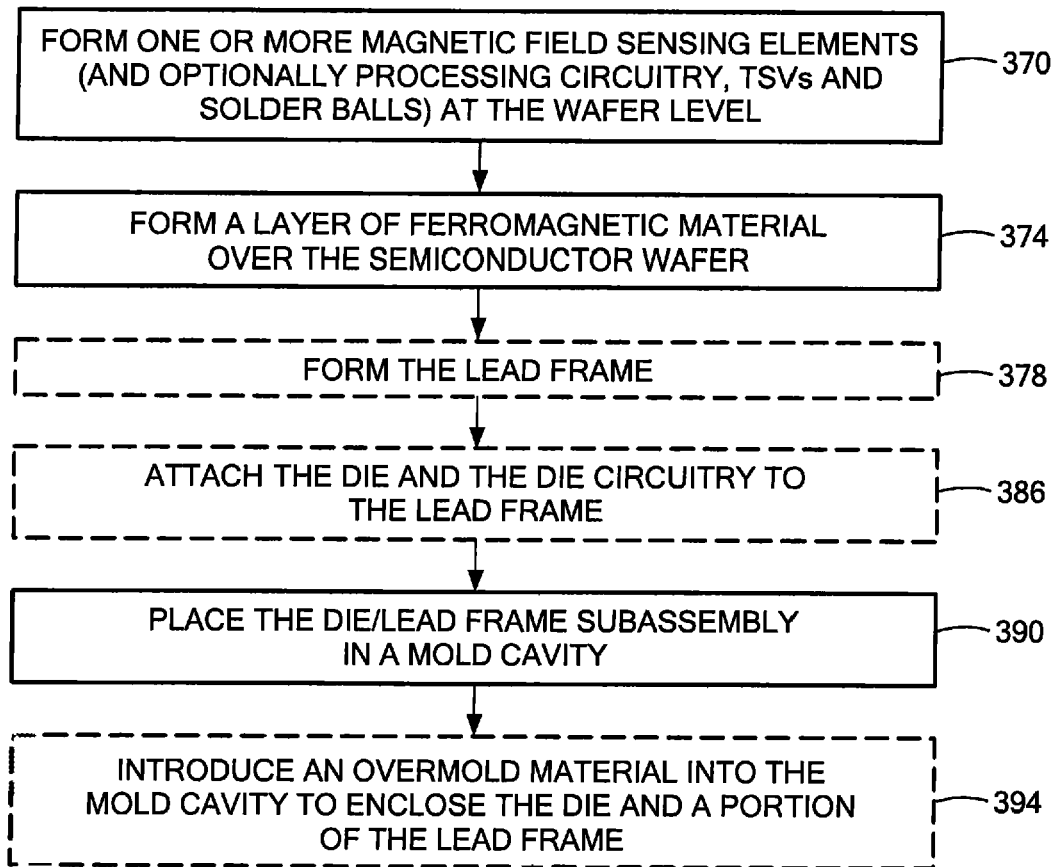 FORM ONE OR MORE MAGNETIC FIELD SENSING ELEMENTS
(AND OPTIONALLY PROCESSING CIRCUITRY, TSVs AND
SOLDER BALLS) AT THE WAFER LEVEL
370
FORM A LAYER OF FERROMAGNETIC MATERIAL
OVER THE SEMICONDUCTOR WAFER
374
FORM THE LEAD FRAME
378
ATTACH THE DIE AND THE DIE CIRCUITRY TO
THE LEAD FRAME
386
PLACE THE DIE/LEAD FRAME SUBASSEMBLY
IN A MOLD CAVITY
390
INTRODUCE AN OVERMOLD MATERIAL INTO THE
MOLD CAVITY TO ENCLOSE THE DIE AND A PORTION
OF THE LEAD FRAME
394